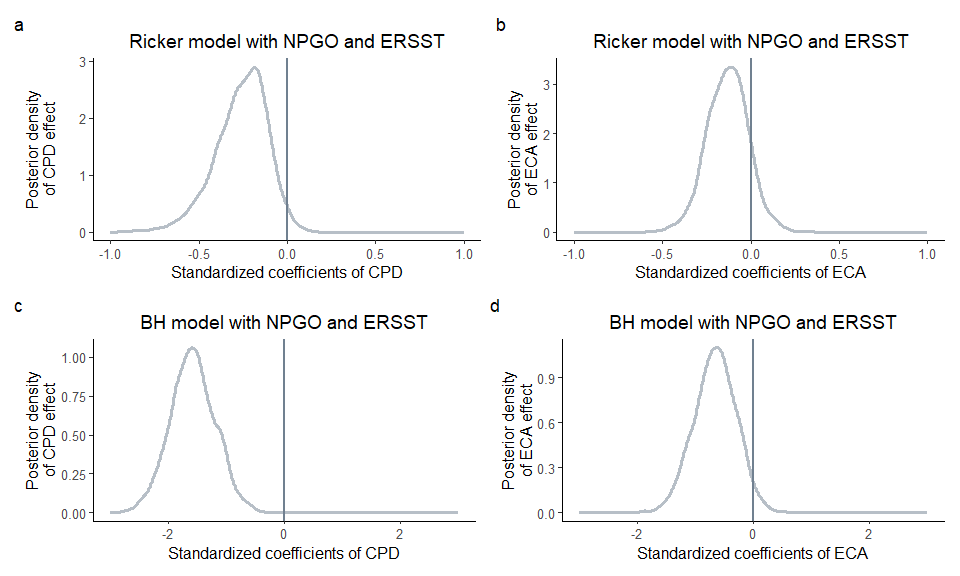 a
Ricker model with NPGO and ERSST
Posterior density
of CPD effect
3
2
1
0
-1.0
-0.5
0.0
0.5
1.0
Standardized coefficients of CPD
b
Ricker model with NPGO and ERSST
Posterior density
of ECA effect
3
2
1
0
-1.0
-0.5
0.0
0.5
1.0
Standardized coefficients of ECA
c
BH model with NPGO and ERSST
Posterior density
of CPD effect
1.00
0.75
0.50
0.25
0.00
-2
0
2
Standardized coefficients of CPD
d
BH model with NPGO and ERSST
Posterior density
of ECA effect
0.9
0.6
0.3
0.0
-2
0
2
Standardized coefficients of ECA